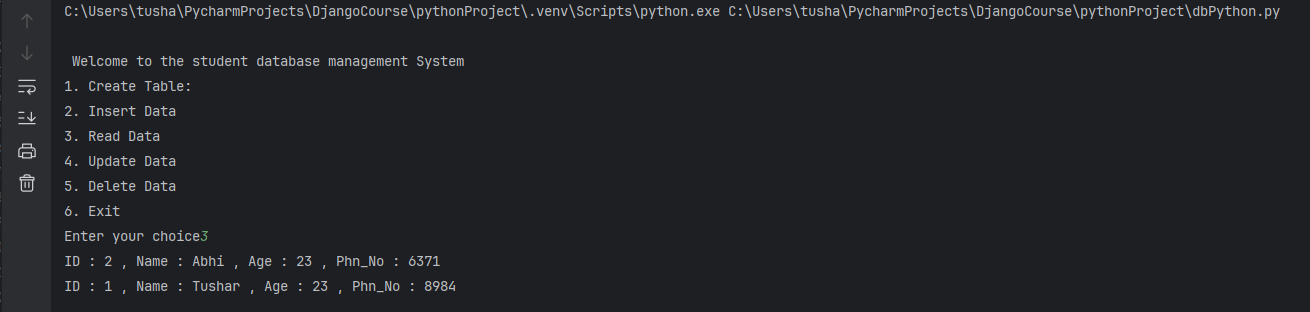 C:\Users\tusha\PycharmProjects\DjangoCourse\pythonProject\.venv\Scripts\python.exe C:\Users\tusha\PycharmProjects\DjangoCourse\pythonProject\dbPython.py
Welcome to the student database management System
1. Create Table:
2. Insert Data
3. Read Data
4. Update Data
5. Delete Data
6. Exit
Enter your choice3
ID : 2 , Name : Abhi , Age : 23 , Phn_No : 6371
ID : 1 , Name : Tushar , Age : 23 , Phn_No : 8984